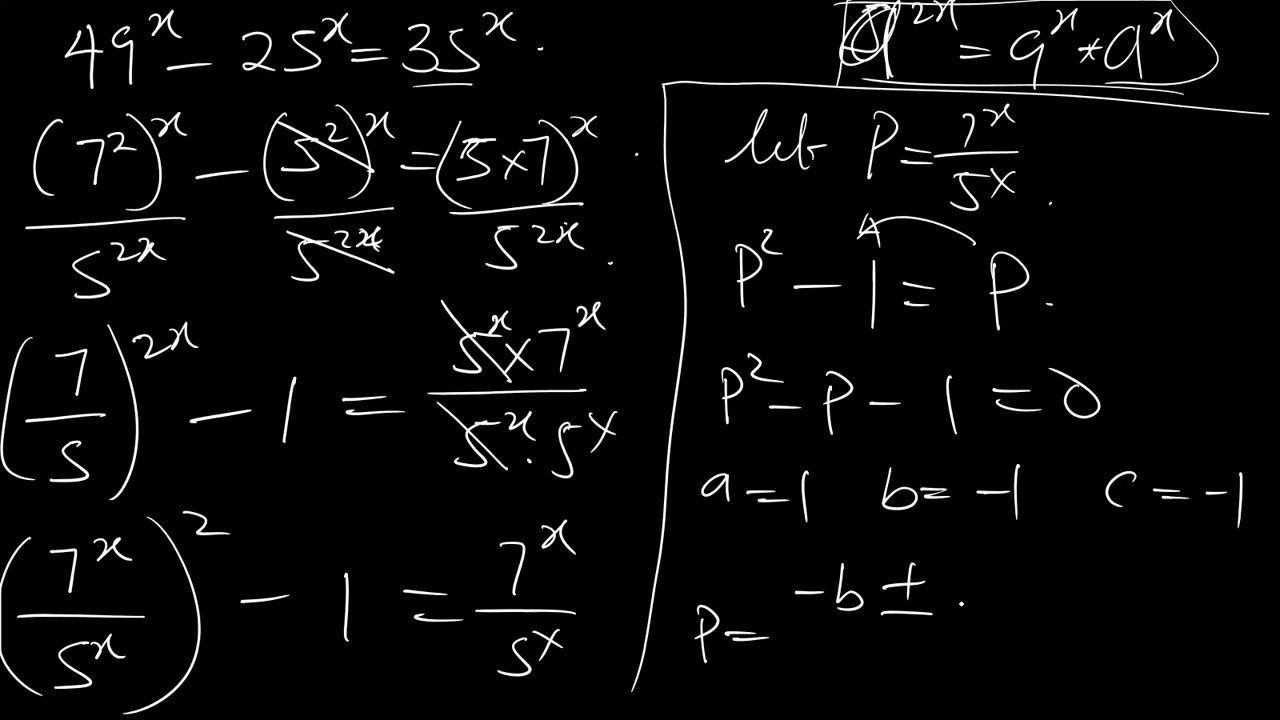 49^x - 25^x = 35^x .
(7^2)^x / 5^{2x} - (5^2)^x / 5^{2x} = (5×7)^x / 5^{2x} .
(7/5)^{2x} - 1 = 5^x × 7^x / 5^x . 5^x
(7^x / 5^x)^2 - 1 = 7^x / 5^x
a^{2x} = a^x * a^x
let P = 7^x / 5^x .
P^2 - 1 = P .
P^2 - P - 1 = 0
a = 1 b = -1 c = -1
P = -b ± .